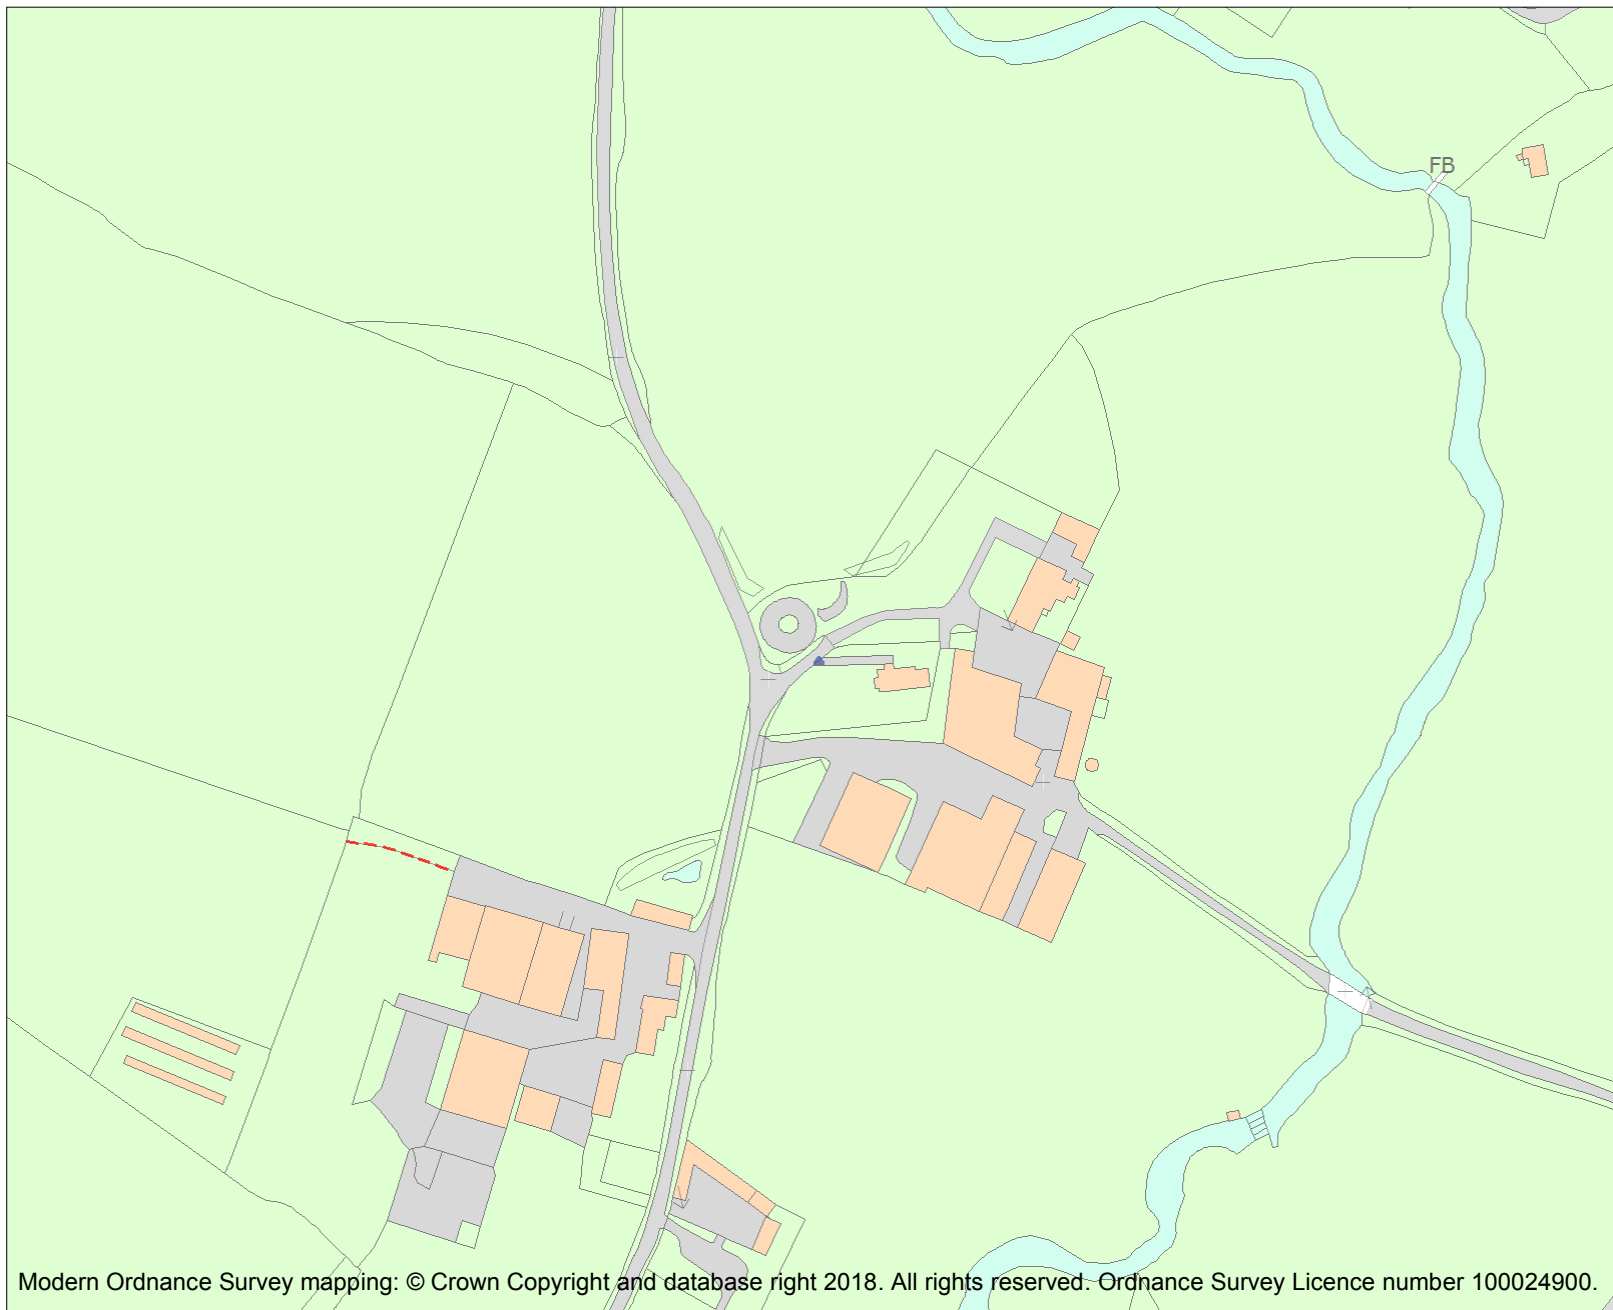 FB
Modern Ordnance Survey mapping: © Crown Copyright and database right 2018. All rights reserved. Ordnance Survey Licence number 100024900.